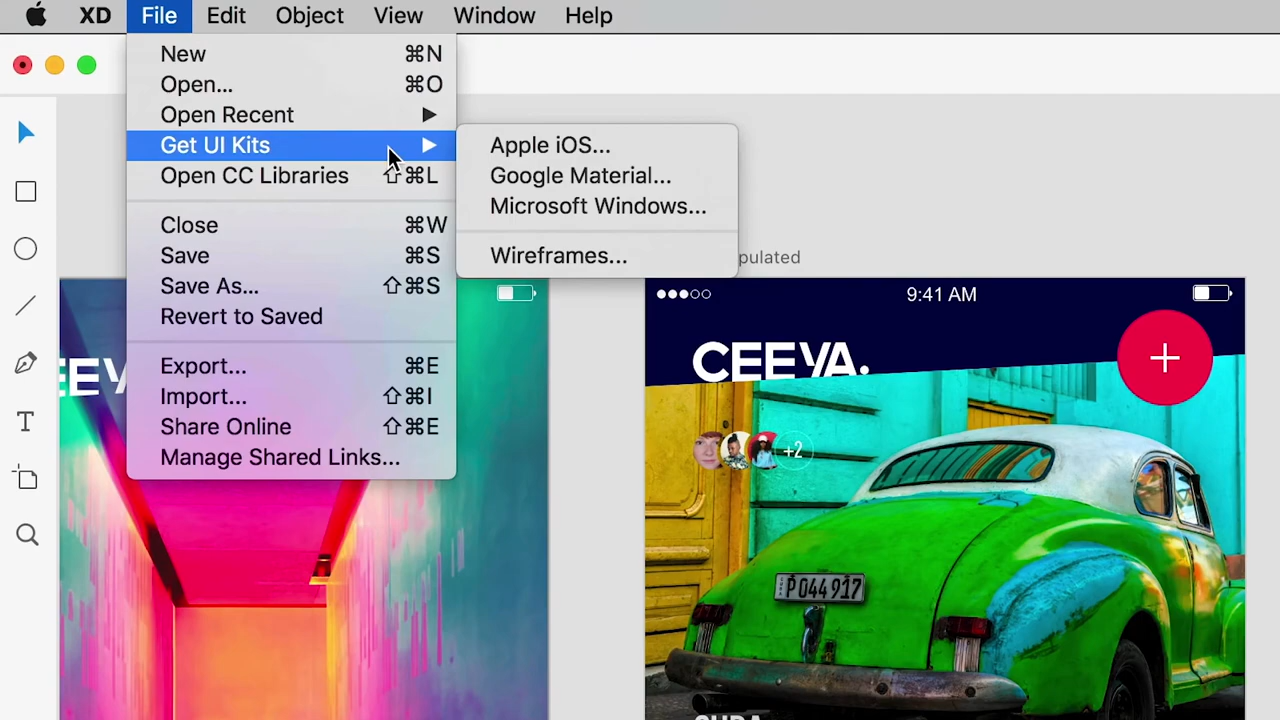 XD File Edit Object View Window Help
New ⌘N
Open... ⌘O
Open Recent ▶
Get UI Kits ▶
Open CC Libraries ⇧⌘L
Close ⌘W
Save ⌘S
Save As... ⇧⌘S
Revert to Saved
Export... ⌘E
Import... ⇧⌘I
Share Online ⇧⌘E
Manage Shared Links...
Apple iOS...
Google Material...
Microsoft Windows...
Wireframes...
T
pulated
9:41 AM
CEEYA.
+2
P044917